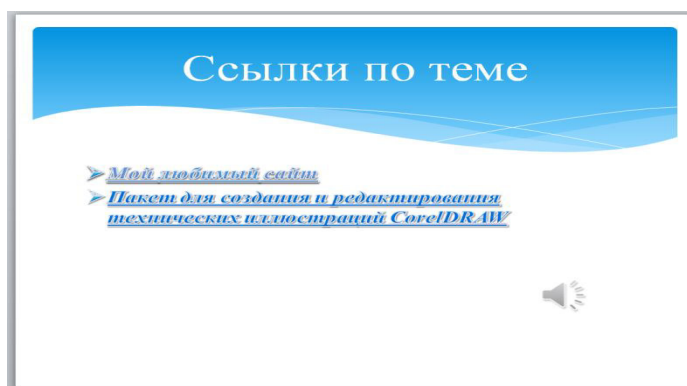 Ссылки по теме
Мой любимый сайт
Пакет для создания и редактирования
технических иллюстраций CorelDRAW